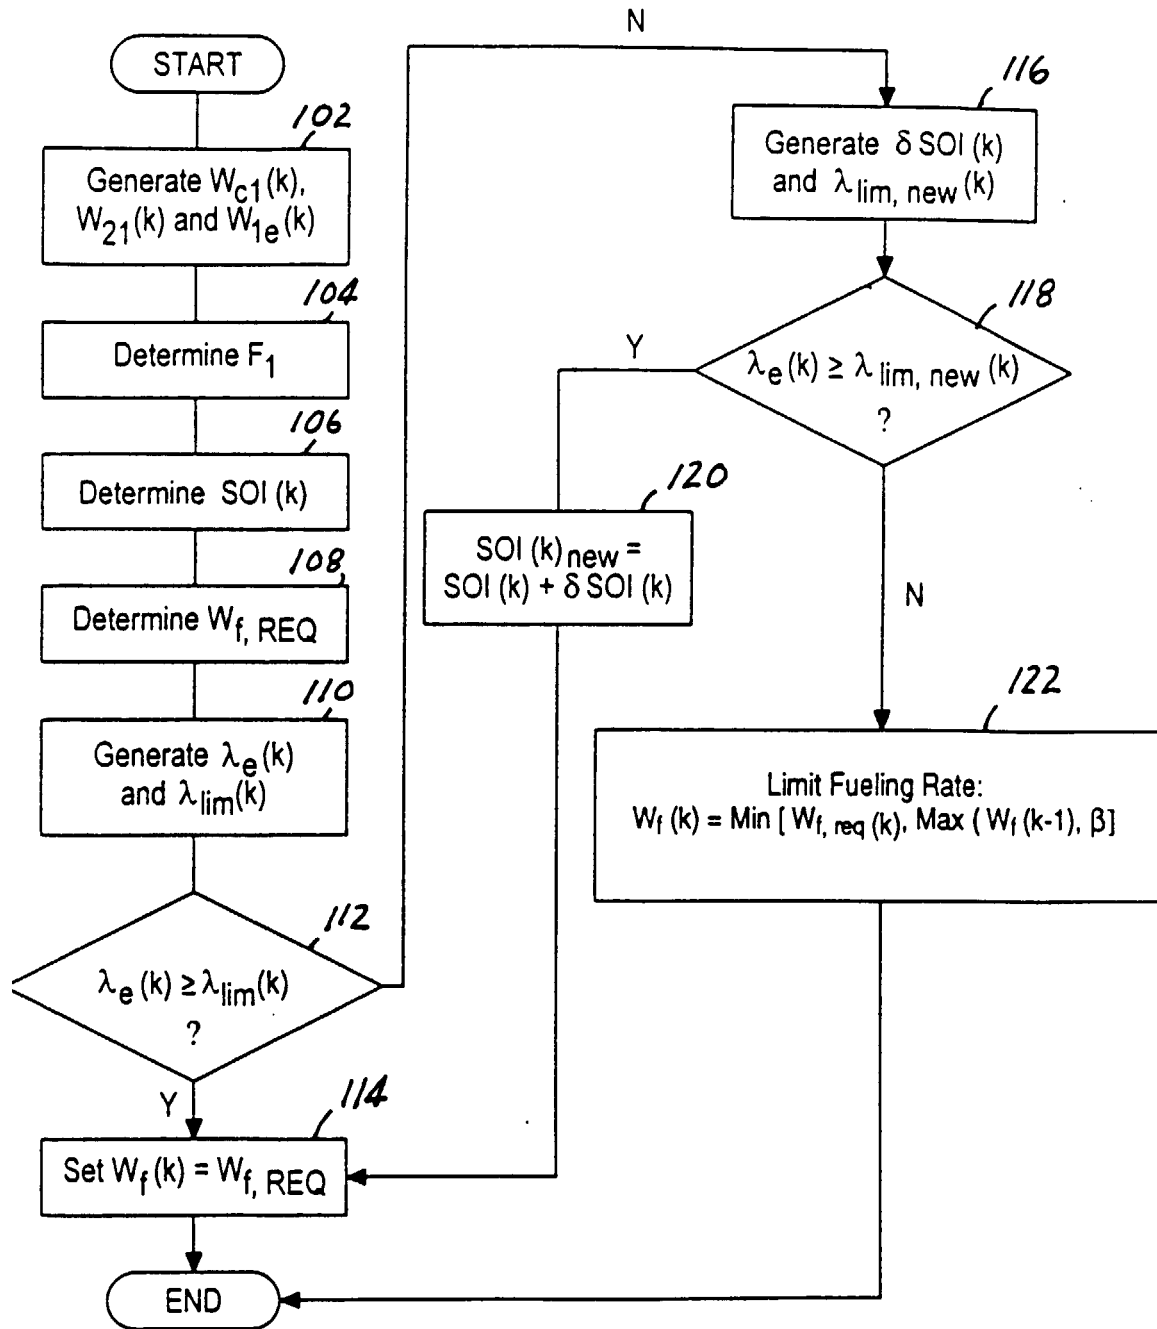 START
102
Generate W_c1(k),
W_21(k) and W_1e(k)
104
Determine F_1
106
Determine SOI (k)
108
Determine W_f, REQ
110
Generate λ_e(k)
and λ_lim(k)
112
λ_e(k) ≥ λ_lim(k)
?
Y
114
Set W_f(k) = W_f, REQ
END
N
116
Generate δ SOI (k)
and λ_lim, new(k)
118
λ_e(k) ≥ λ_lim, new(k)
?
Y
120
SOI (k)_new =
SOI (k) + δ SOI (k)
N
122
Limit Fueling Rate:
W_f(k) = Min [ W_f, req(k), Max ( W_f(k-1), β]